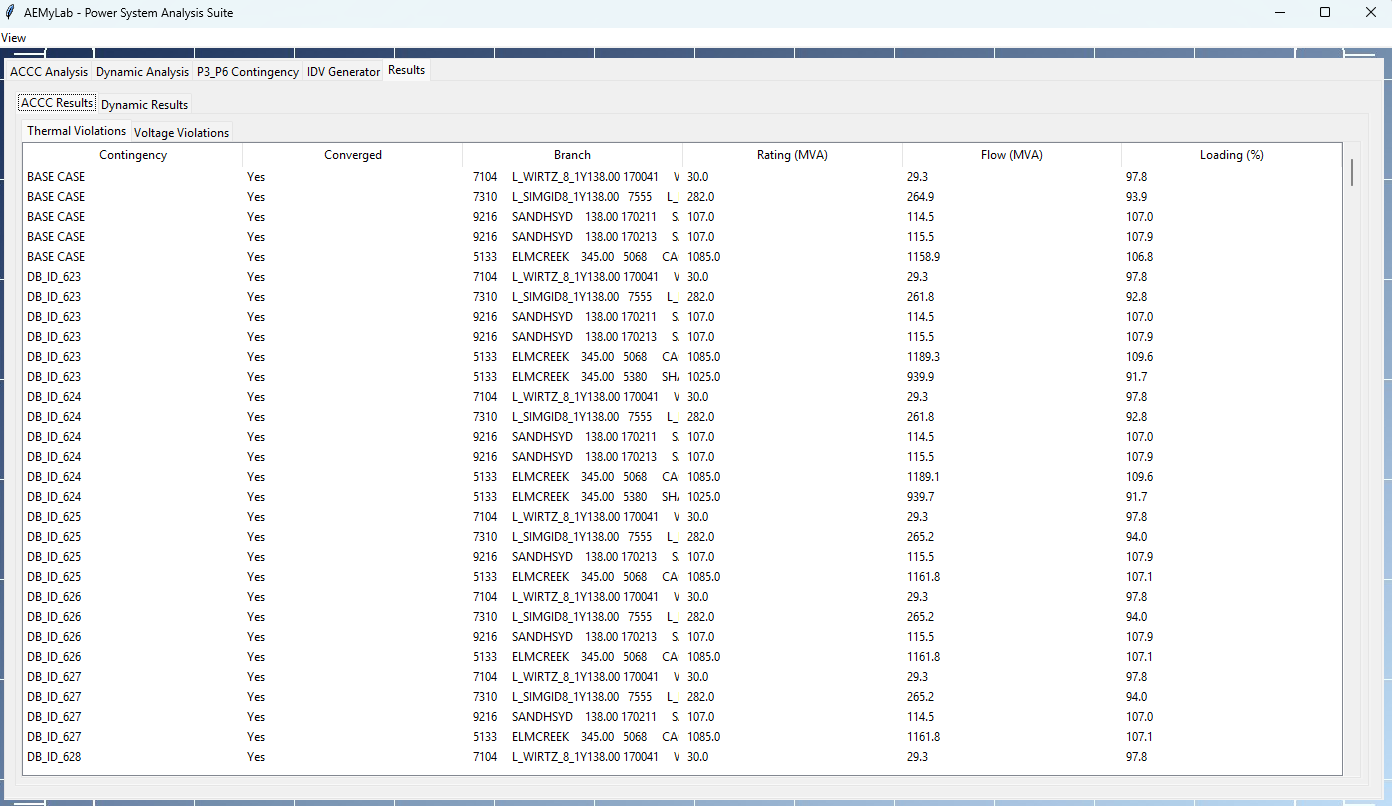 AEMyLab - Power System Analysis Suite
View
ACCC Analysis Dynamic Analysis P3_P6 Contingency IDV Generator Results
ACCC Results Dynamic Results
Thermal Violations Voltage Violations
Contingency Converged Branch Rating (MVA) Flow (MVA) Loading (%)
BASE CASE Yes 7104 L_WIRTZ_8_1Y138.00 170041 30.0 29.3 97.8
BASE CASE Yes 7310 L_SIMGID8_1Y138.00 7555 L_ 282.0 264.9 93.9
BASE CASE Yes 9216 SANDHSYD 138.00 170211 S 107.0 114.5 107.0
BASE CASE Yes 9216 SANDHSYD 138.00 170213 S 107.0 115.5 107.9
BASE CASE Yes 5133 ELMCREEK 345.00 5068 CA 1085.0 1158.9 106.8
DB_ID_623 Yes 7104 L_WIRTZ_8_1Y138.00 170041 30.0 29.3 97.8
DB_ID_623 Yes 7310 L_SIMGID8_1Y138.00 7555 L_ 282.0 261.8 92.8
DB_ID_623 Yes 9216 SANDHSYD 138.00 170211 S 107.0 114.5 107.0
DB_ID_623 Yes 9216 SANDHSYD 138.00 170213 S 107.0 115.5 107.9
DB_ID_623 Yes 5133 ELMCREEK 345.00 5068 CA 1085.0 1189.3 109.6
DB_ID_623 Yes 5133 ELMCREEK 345.00 5380 SH 1025.0 939.9 91.7
DB_ID_624 Yes 7104 L_WIRTZ_8_1Y138.00 170041 30.0 29.3 97.8
DB_ID_624 Yes 7310 L_SIMGID8_1Y138.00 7555 L_ 282.0 261.8 92.8
DB_ID_624 Yes 9216 SANDHSYD 138.00 170211 S 107.0 114.5 107.0
DB_ID_624 Yes 9216 SANDHSYD 138.00 170213 S 107.0 115.5 107.9
DB_ID_624 Yes 5133 ELMCREEK 345.00 5068 CA 1085.0 1189.1 109.6
DB_ID_624 Yes 5133 ELMCREEK 345.00 5380 SH 1025.0 939.7 91.7
DB_ID_625 Yes 7104 L_WIRTZ_8_1Y138.00 170041 30.0 29.3 97.8
DB_ID_625 Yes 7310 L_SIMGID8_1Y138.00 7555 L_ 282.0 265.2 94.0
DB_ID_625 Yes 9216 SANDHSYD 138.00 170213 S 107.0 115.5 107.9
DB_ID_625 Yes 5133 ELMCREEK 345.00 5068 CA 1085.0 1161.8 107.1
DB_ID_626 Yes 7104 L_WIRTZ_8_1Y138.00 170041 30.0 29.3 97.8
DB_ID_626 Yes 7310 L_SIMGID8_1Y138.00 7555 L_ 282.0 265.2 94.0
DB_ID_626 Yes 9216 SANDHSYD 138.00 170213 S 107.0 115.5 107.9
DB_ID_626 Yes 5133 ELMCREEK 345.00 5068 CA 1085.0 1161.8 107.1
DB_ID_627 Yes 7104 L_WIRTZ_8_1Y138.00 170041 30.0 29.3 97.8
DB_ID_627 Yes 7310 L_SIMGID8_1Y138.00 7555 L_ 282.0 265.2 94.0
DB_ID_627 Yes 9216 SANDHSYD 138.00 170211 S 107.0 114.5 107.0
DB_ID_627 Yes 5133 ELMCREEK 345.00 5068 CA 1085.0 1161.8 107.1
DB_ID_628 Yes 7104 L_WIRTZ_8_1Y138.00 170041 30.0 29.3 97.8